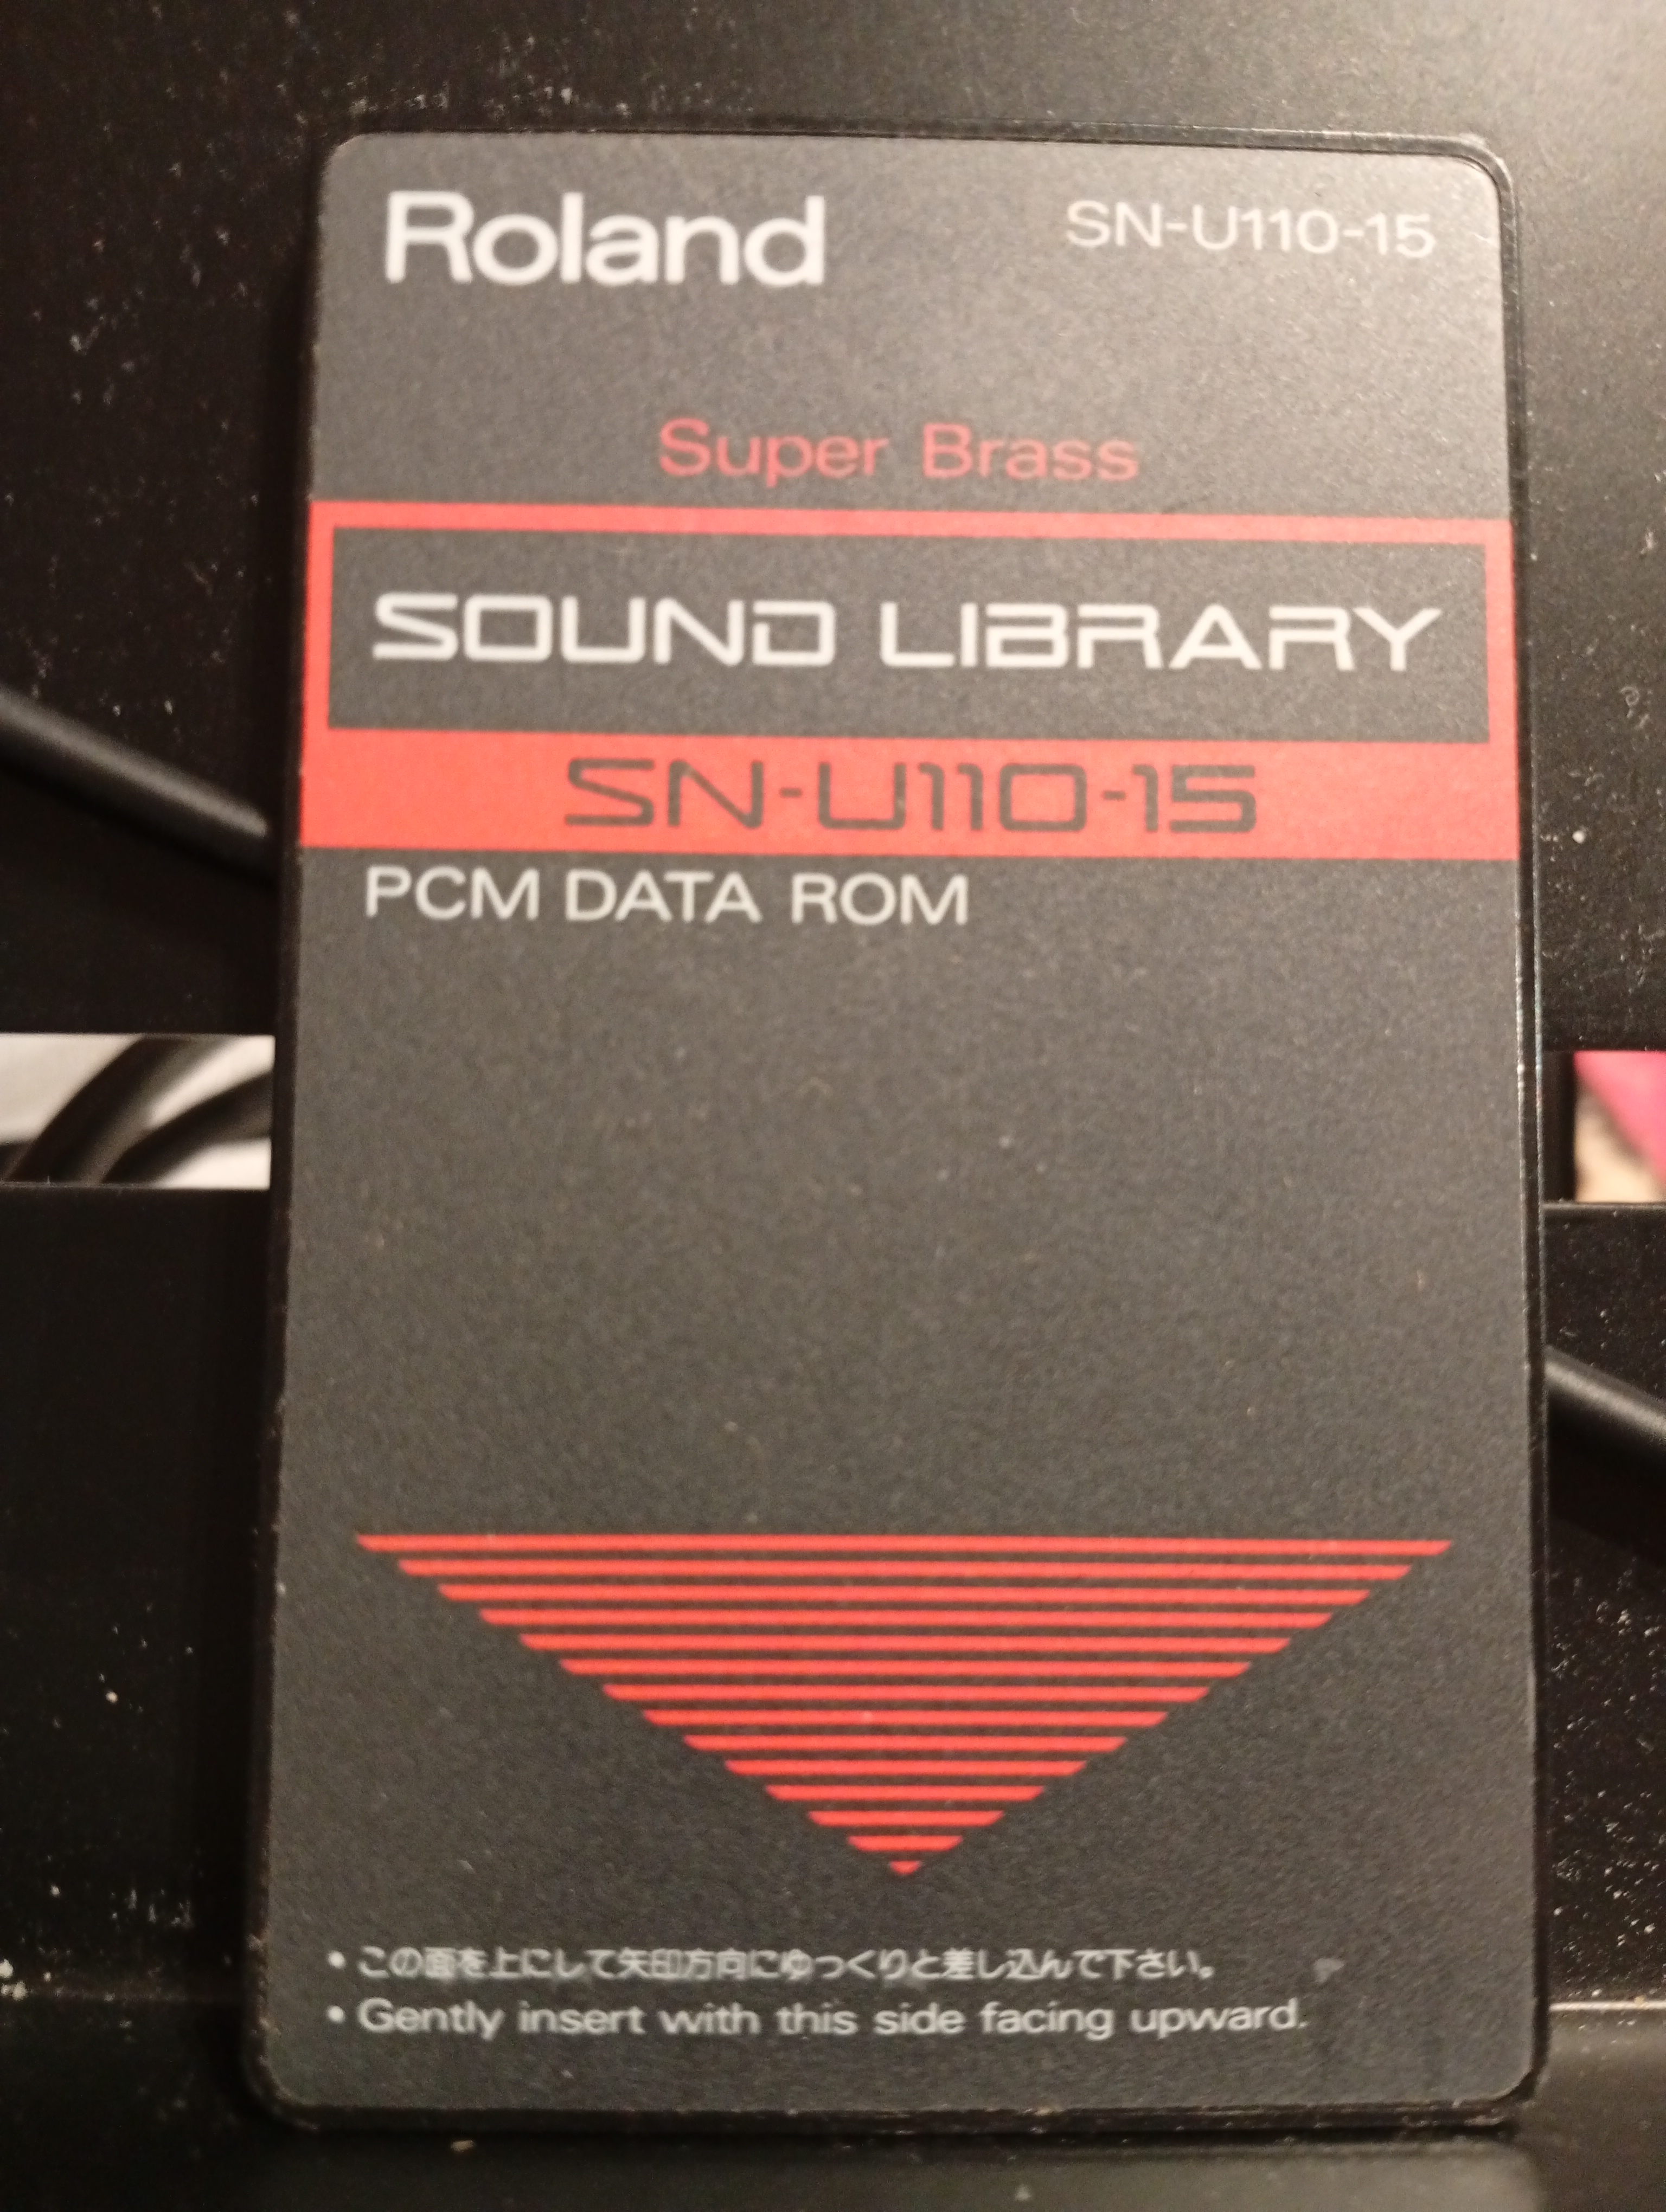 Roland
SN-U110-15
Super Brass
SOUND LIBRARY
SN-U110-15
PCM DATA ROM
• この面を上にして矢印方向にゆっくりと差し込んで下さい。
• Gently insert with this side facing upward.